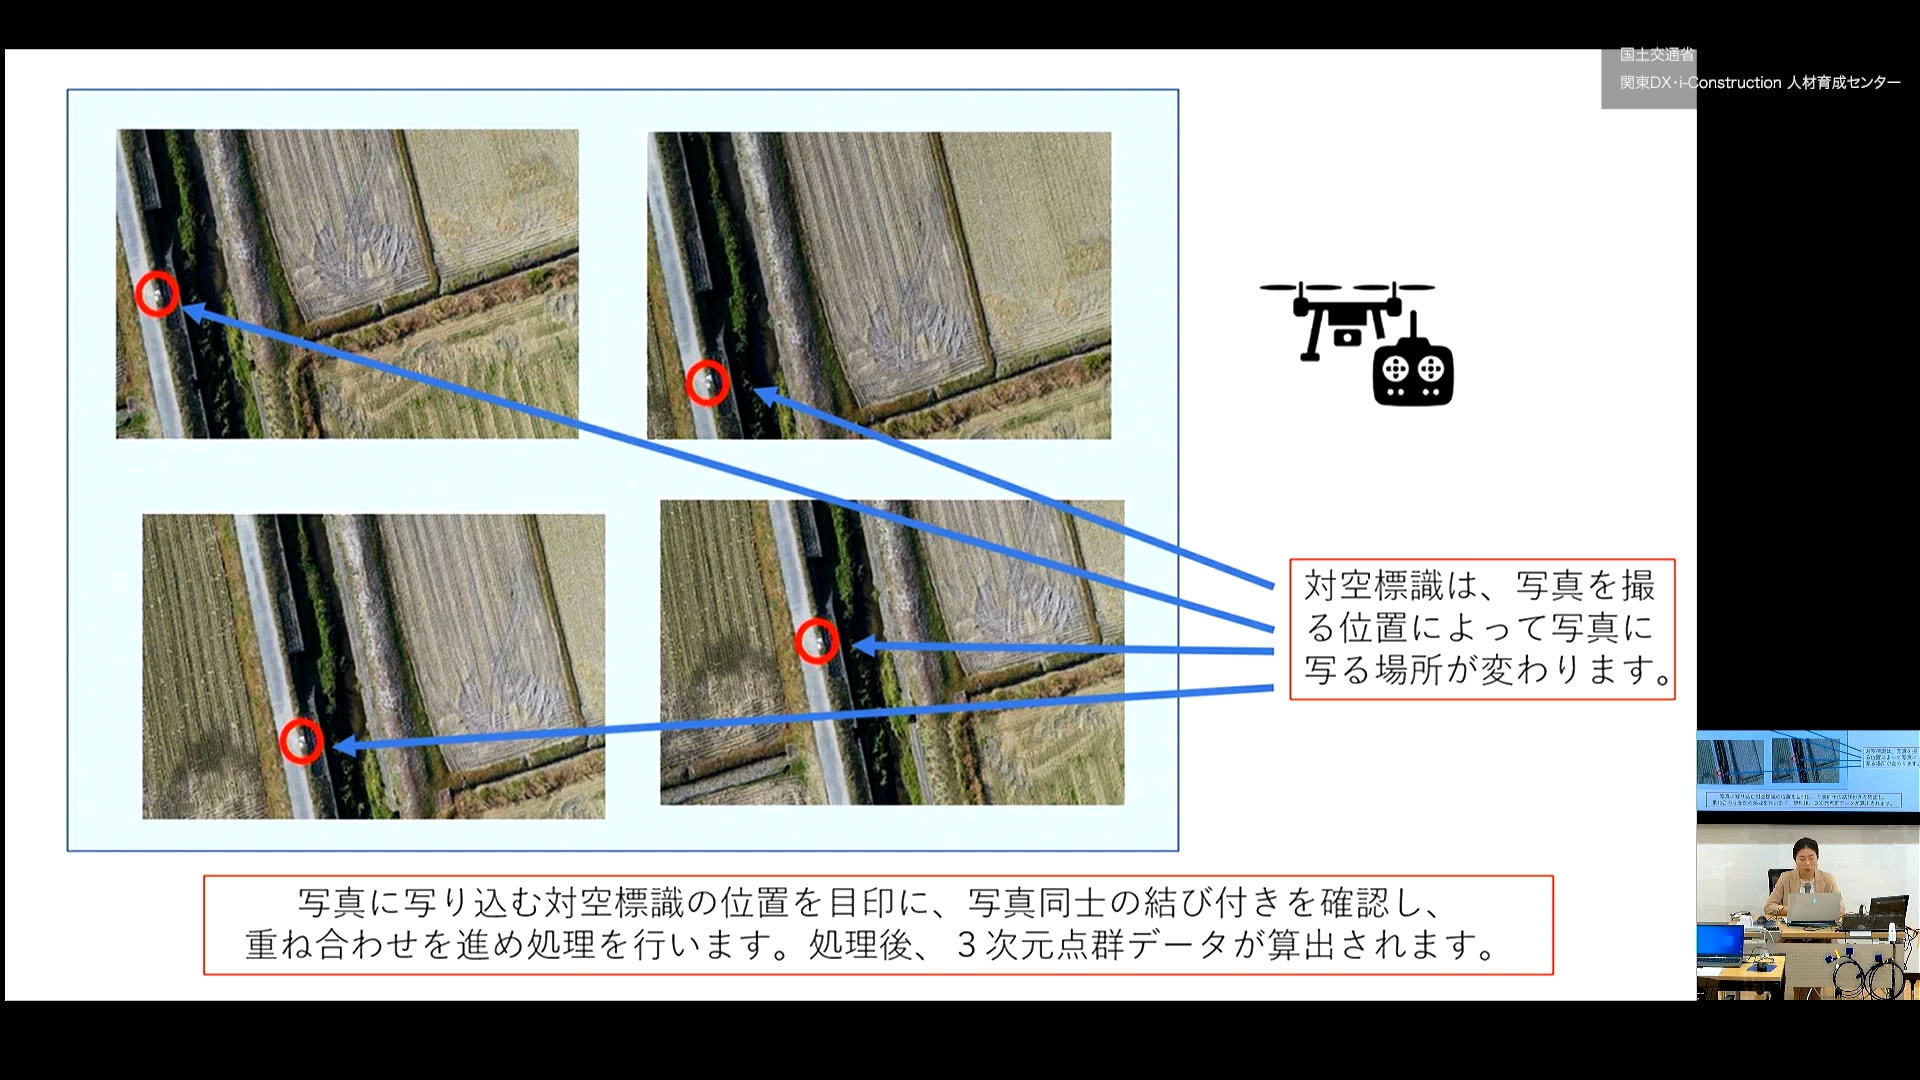 国土交通省
関東DX・i-Construction 人材育成センター
対空標識は、写真を撮
る位置によって写真に
写る場所が変わります。
写真に写り込む対空標識の位置を目印に、写真同士の結び付きを確認し、
重ね合わせを進め処理を行います。処理後、３次元点群データが算出されます。